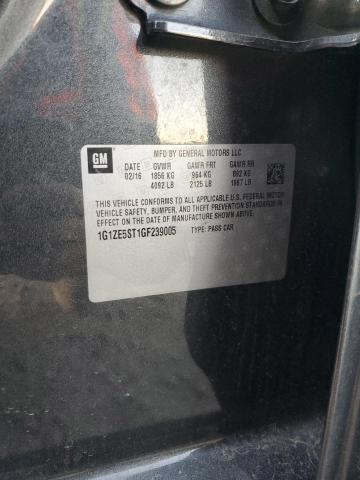 GM
MFD BY GENERAL MOTORS LLC
DATE GVWR GAWR FRT GAWR RR
02/16 1856 KG 964 KG 892 KG
4092 LB 2125 LB 1967 LB
THIS VEHICLE CONFORMS TO ALL APPLICABLE U.S. FEDERAL MOTOR
VEHICLE SAFETY, BUMPER, AND THEFT PREVENTION STANDARDS IN
EFFECT ON THE DATE OF MANUFACTURE SHOWN ABOVE.
1G1ZE5ST1GF239005 TYPE: PASS CAR